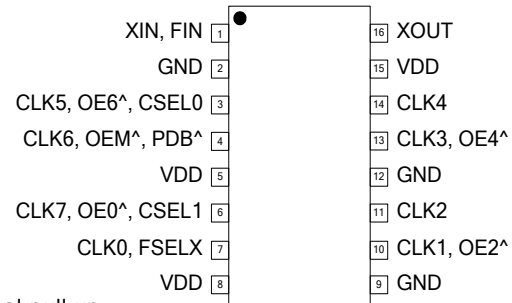 XIN, FIN 1
GND 2
CLK5, OE6^, CSEL0 3
CLK6, OEM^, PDB^ 4
VDD 5
CLK7, OE0^, CSEL1 6
CLK0, FSELX 7
VDD 8
16 XOUT
15 VDD
14 CLK4
13 CLK3, OE4^
12 GND
11 CLK2
10 CLK1, OE2^
9 GND